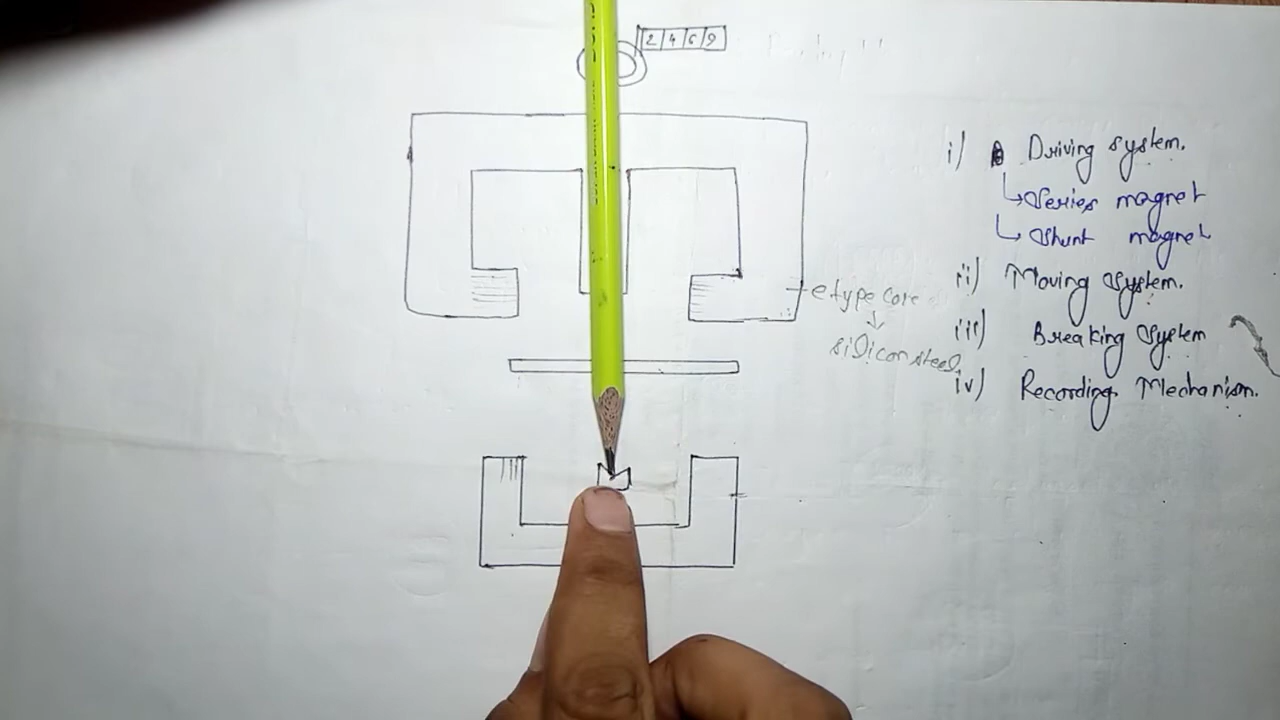 2 4 6 9
i) Driving system.
↳ Series magnet
↳ Shunt magnet
ii) Moving system.
e type core
↓
silicon steel
iii) Breaking System
iv) Recording Mechanism.